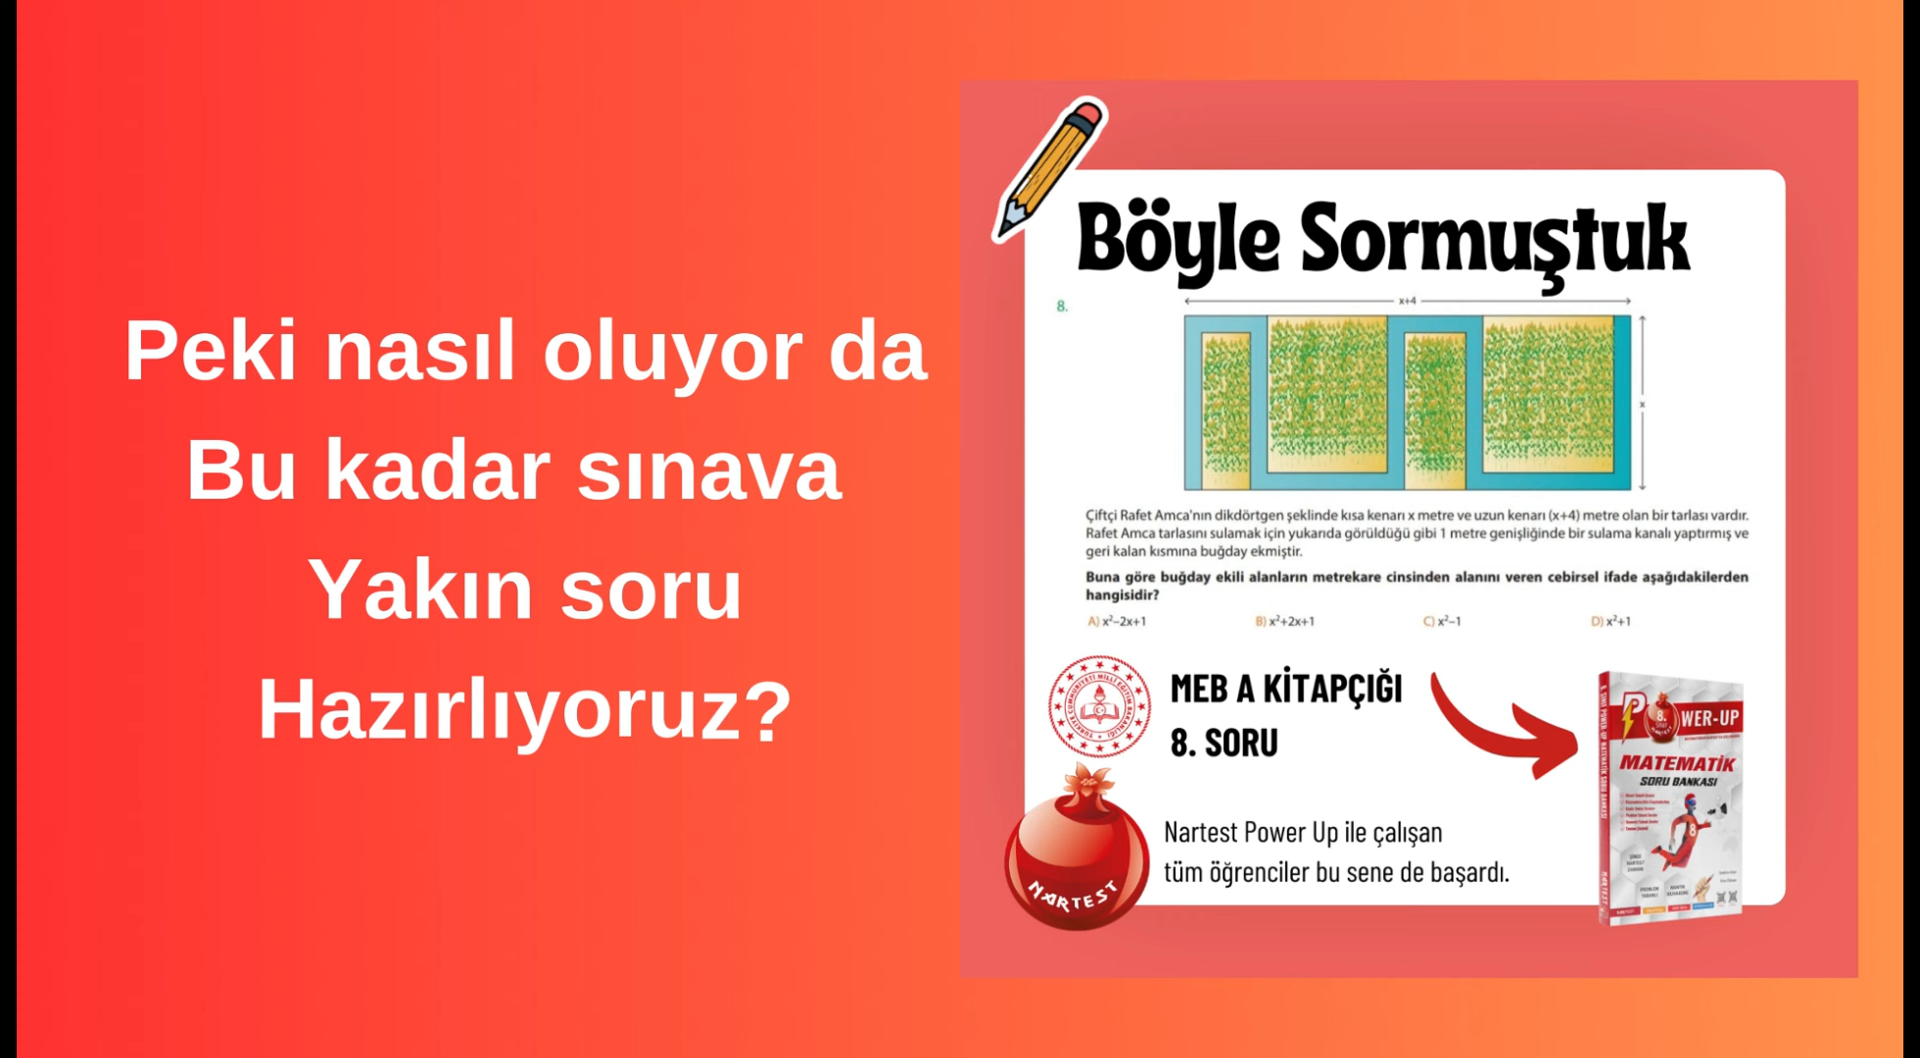 Peki nasıl oluyor da
Bu kadar sınava
Yakın soru
Hazırlıyoruz?
Böyle Sormuştuk
8.
x+4
x
Çiftçi Rafet Amca'nın dikdörtgen şeklinde kısa kenarı x metre ve uzun kenarı (x+4) metre olan bir tarlası vardır.
Rafet Amca tarlasını sulamak için yukarıda görüldüğü gibi 1 metre genişliğinde bir sulama kanalı yaptırmış ve
geri kalan kısmına buğday ekmiştir.
Buna göre buğday ekili alanların metrekare cinsinden alanını veren cebirsel ifade aşağıdakilerden
hangisidir?
A) x²–2x+1 B) x²+2x+1 C) x²–1 D) x²+1
MEB A KİTAPÇIĞI
8. SORU
Nartest Power Up ile çalışan
tüm öğrenciler bu sene de başardı.
NARTEST
8.
WER-UP
MATEMATİK
SORU BANKASI